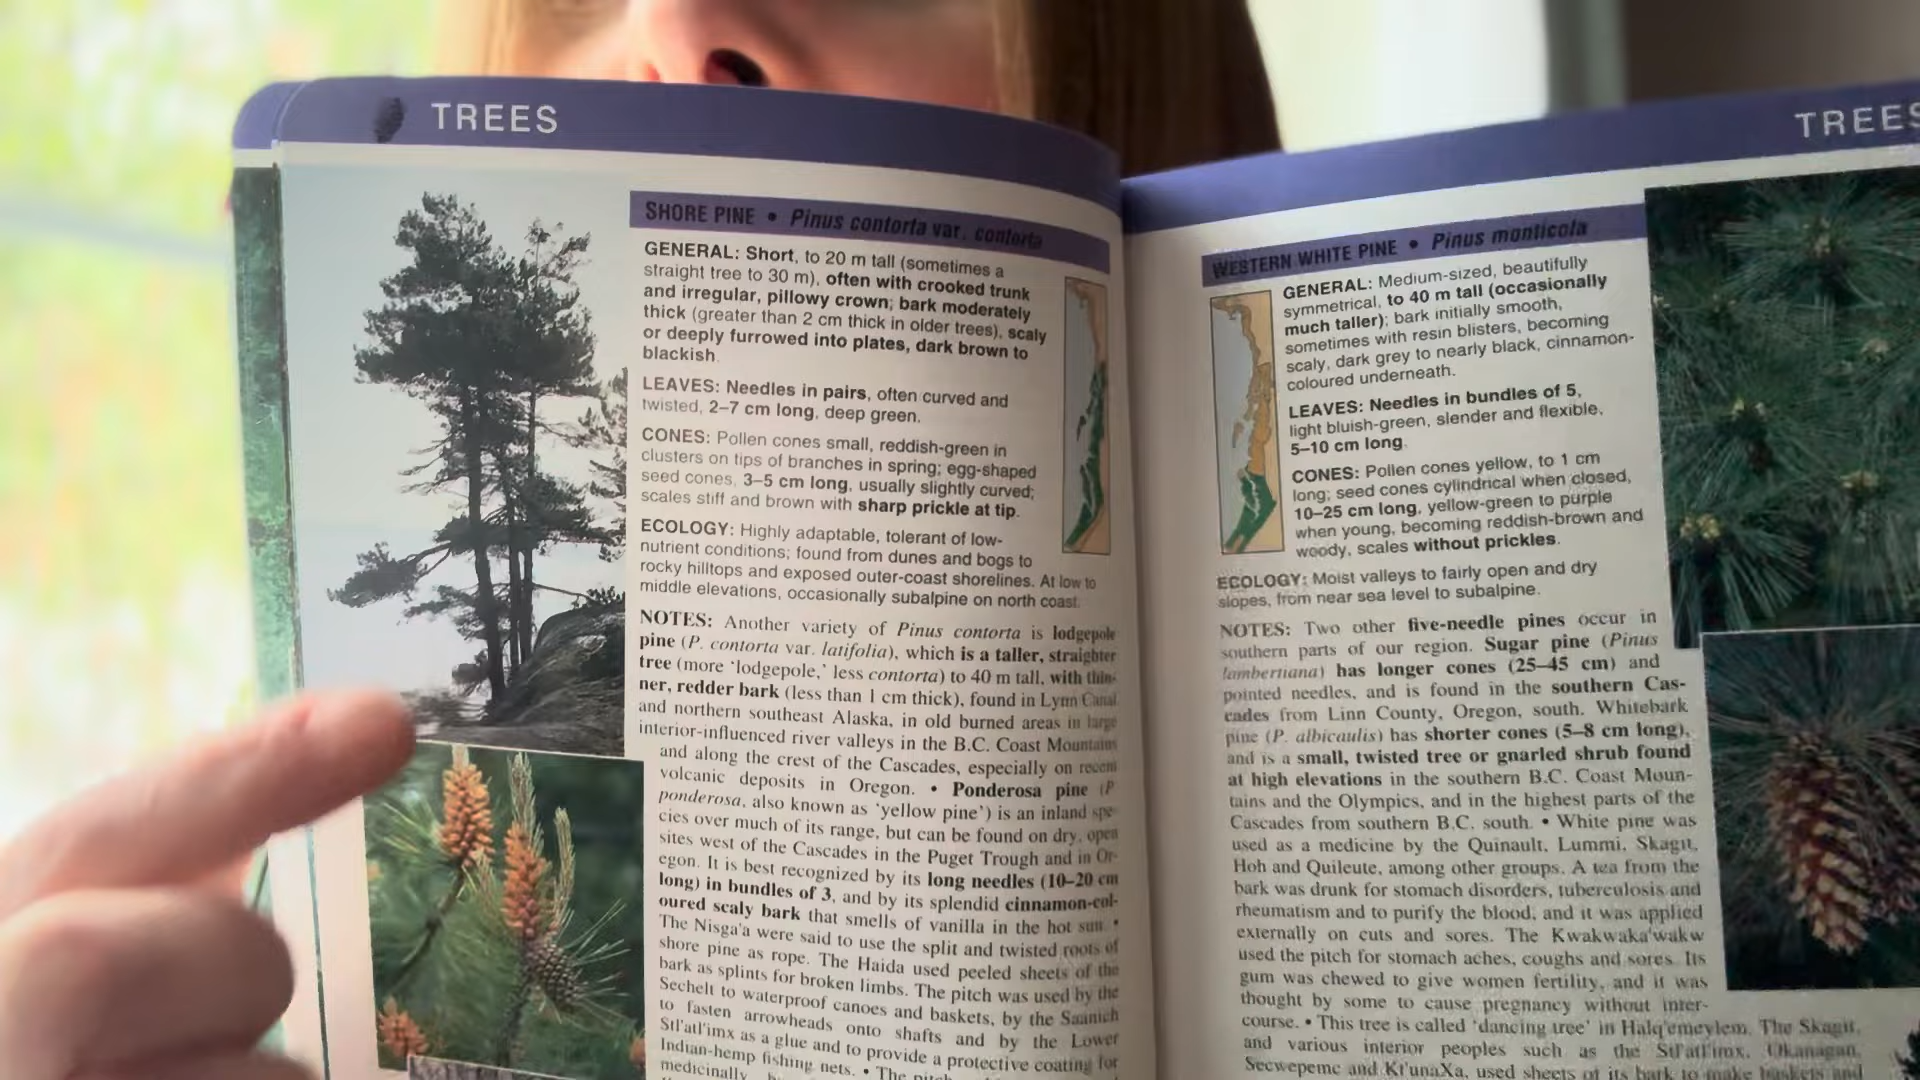 TREES
SHORE PINE • Pinus contorta var. contorta
GENERAL: Short, to 20 m tall (sometimes a
straight tree to 30 m), often with crooked trunk
and irregular, pillowy crown; bark moderately
thick (greater than 2 cm thick in older trees), scaly
or deeply furrowed into plates, dark brown to
blackish.
LEAVES: Needles in pairs, often curved and
twisted, 2–7 cm long, deep green.
CONES: Pollen cones small, reddish-green in
clusters on tips of branches in spring; egg-shaped
seed cones, 3–5 cm long, usually slightly curved;
scales stiff and brown with sharp prickle at tip.
ECOLOGY: Highly adaptable, tolerant of low-
nutrient conditions; found from dunes and bogs to
rocky hilltops and exposed outer-coast shorelines. At low to
middle elevations, occasionally subalpine on north coast.
NOTES: Another variety of Pinus contorta is lodgepole
pine (P. contorta var. latifolia), which is a taller, straighter
tree (more 'lodgepole,' less contorta) to 40 m tall, with thin-
ner, redder bark (less than 1 cm thick), found in Lynn Canal
and northern southeast Alaska, in old burned areas in large
interior-influenced river valleys in the B.C. Coast Mountains
and along the crest of the Cascades, especially on recent
volcanic deposits in Oregon. • Ponderosa pine (P.
ponderosa, also known as 'yellow pine') is an inland spe-
cies over much of its range, but can be found on dry, open
sites west of the Cascades in the Puget Trough and in Or-
egon. It is best recognized by its long needles (10–20 cm
long) in bundles of 3, and by its splendid cinnamon-col-
oured scaly bark that smells of vanilla in the hot sun. •
The Nisga'a were said to use the split and twisted roots of
shore pine as rope. The Haida used peeled sheets of the
bark as splints for broken limbs. The pitch was used by the
Sechelt to waterproof canoes and baskets, by the Saanich
to fasten arrowheads onto shafts and by the Lower
Stl'atl'imx as a glue and to provide a protective coating for
Indian-hemp fishing nets. • The pitch
medicinally
TREES
WESTERN WHITE PINE • Pinus monticola
GENERAL: Medium-sized, beautifully
symmetrical, to 40 m tall (occasionally
much taller); bark initially smooth,
sometimes with resin blisters, becoming
scaly, dark grey to nearly black, cinnamon-
coloured underneath.
LEAVES: Needles in bundles of 5,
light bluish-green, slender and flexible,
5–10 cm long.
CONES: Pollen cones yellow, to 1 cm
long; seed cones cylindrical when closed,
10–25 cm long, yellow-green to purple
when young, becoming reddish-brown and
woody, scales without prickles.
ECOLOGY: Moist valleys to fairly open and dry
slopes, from near sea level to subalpine.
NOTES: Two other five-needle pines occur in
southern parts of our region. Sugar pine (Pinus
lambertiana) has longer cones (25–45 cm) and
pointed needles, and is found in the southern Cas-
cades from Linn County, Oregon, south. Whitebark
pine (P. albicaulis) has shorter cones (5–8 cm long),
and is a small, twisted tree or gnarled shrub found
at high elevations in the southern B.C. Coast Moun-
tains and the Olympics, and in the highest parts of the
Cascades from southern B.C. south. • White pine was
used as a medicine by the Quinault, Lummi, Skagit,
Hoh and Quileute, among other groups. A tea from the
bark was drunk for stomach disorders, tuberculosis and
rheumatism and to purify the blood, and it was applied
externally on cuts and sores. The Kwakwaka'wakw
used the pitch for stomach aches, coughs and sores. Its
gum was chewed to give women fertility, and it was
thought by some to cause pregnancy without inter-
course. • This tree is called 'dancing tree' in Halq'emeylem. The Skagit,
and various interior peoples such as the Stl'atl'imx, Okanagan,
Secwepemc and Kt'unaXa, used sheets of its bark to make baskets and